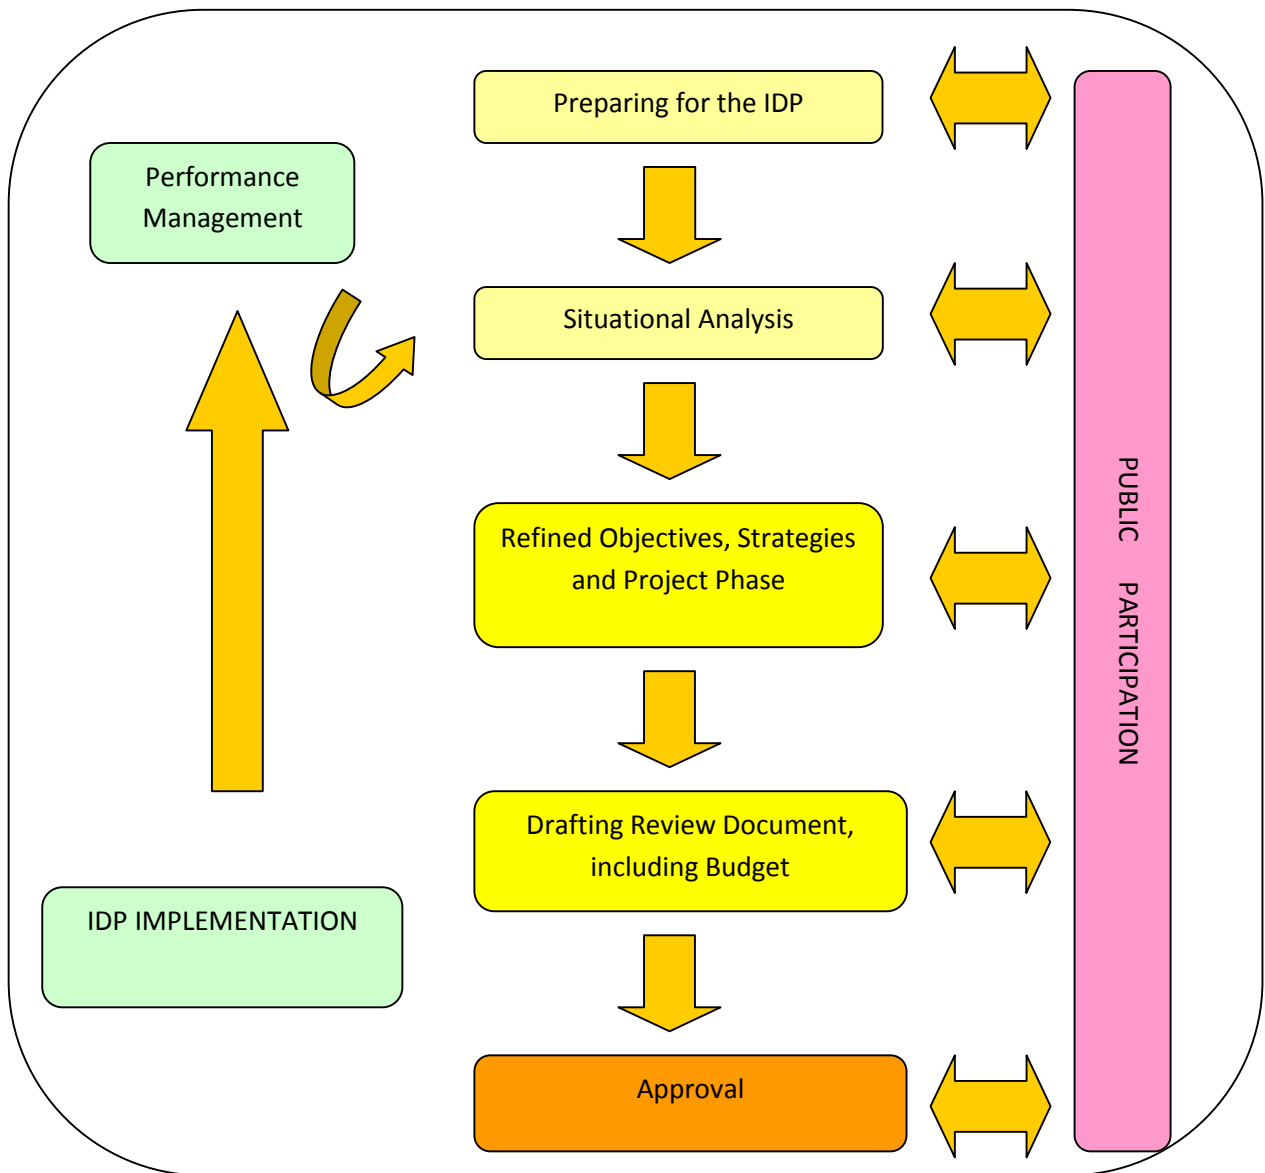 Preparing for the IDP
Performance
Management
Situational Analysis
Refined Objectives, Strategies
and Project Phase
PUBLIC PARTICIPATION
Drafting Review Document,
including Budget
IDP IMPLEMENTATION
Approval